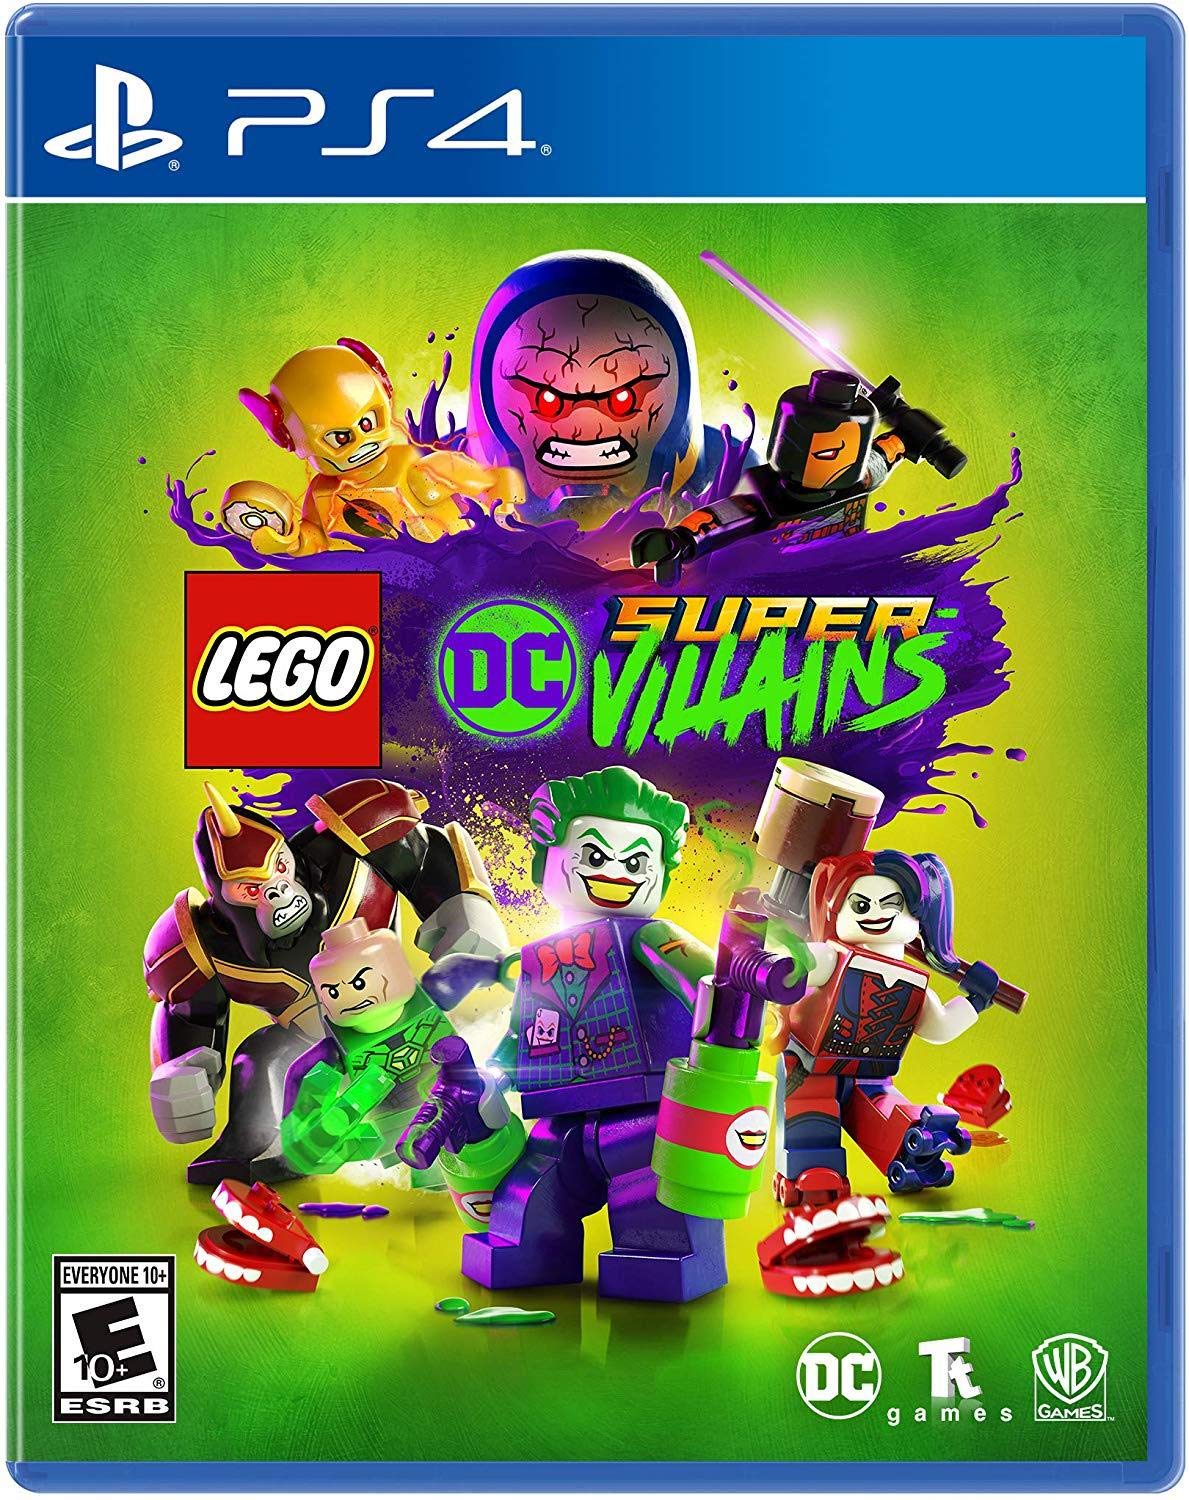 PS4
LEGO
DC
SUPER-
VILLAINS
EVERYONE 10+
E
10+
ESRB
DC
Tt
games
WB
GAMES